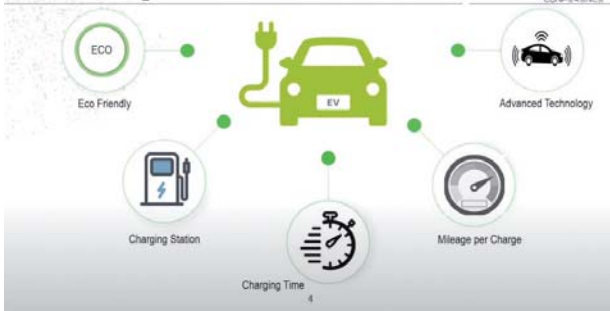 ECO
EV
Eco Friendly
Advanced Technology
Charging Station
Mileage per Charge
Charging Time
4